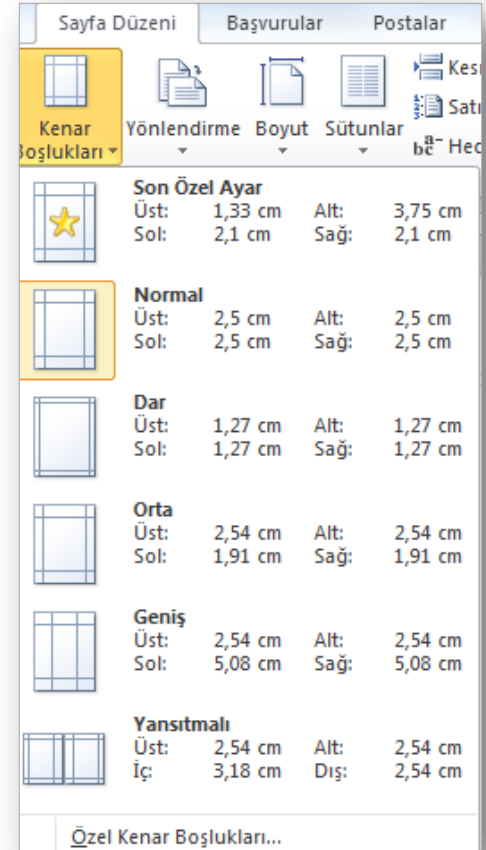 Sayfa Düzeni Başvurular Postalar
Kenar Boşlukları
Yönlendirme
Boyut
Sütunlar
Son Özel Ayar
Üst: 1,33 cm Alt: 3,75 cm
Sol: 2,1 cm Sağ: 2,1 cm
Normal
Üst: 2,5 cm Alt: 2,5 cm
Sol: 2,5 cm Sağ: 2,5 cm
Dar
Üst: 1,27 cm Alt: 1,27 cm
Sol: 1,27 cm Sağ: 1,27 cm
Orta
Üst: 2,54 cm Alt: 2,54 cm
Sol: 1,91 cm Sağ: 1,91 cm
Geniş
Üst: 2,54 cm Alt: 2,54 cm
Sol: 5,08 cm Sağ: 5,08 cm
Yansıtmalı
Üst: 2,54 cm Alt: 2,54 cm
İç: 3,18 cm Dış: 2,54 cm
Özel Kenar Boşlukları...